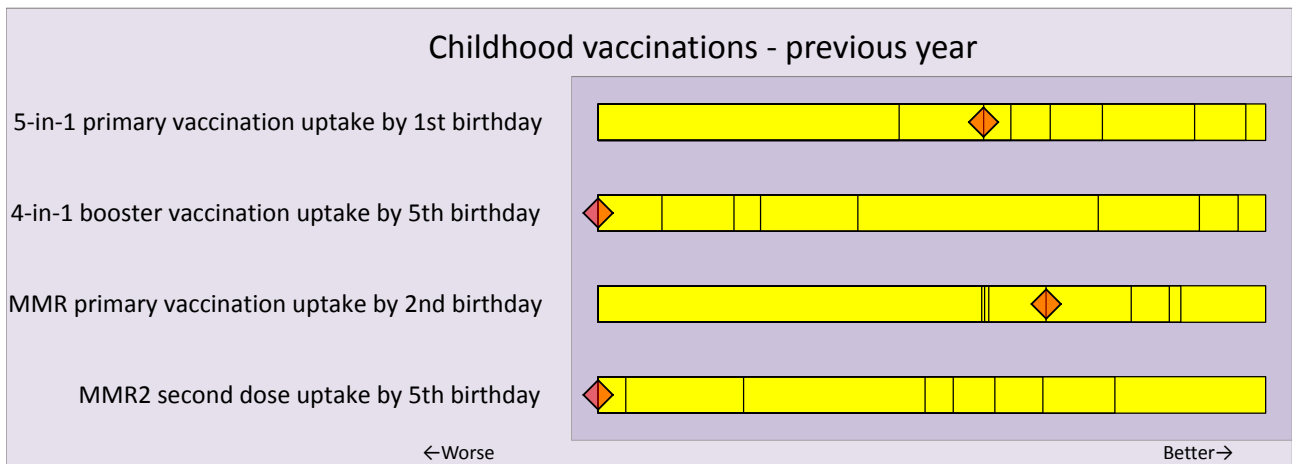 Childhood vaccinations - previous year
5-in-1 primary vaccination uptake by 1st birthday
4-in-1 booster vaccination uptake by 5th birthday
MMR primary vaccination uptake by 2nd birthday
MMR2 second dose uptake by 5th birthday
←Worse Better→